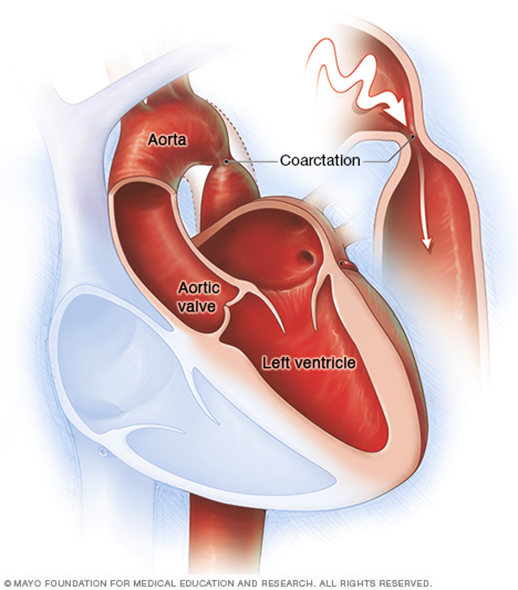 Aorta
Coarctation
Aortic
valve
Left ventricle
© MAYO FOUNDATION FOR MEDICAL EDUCATION AND RESEARCH. ALL RIGHTS RESERVED.